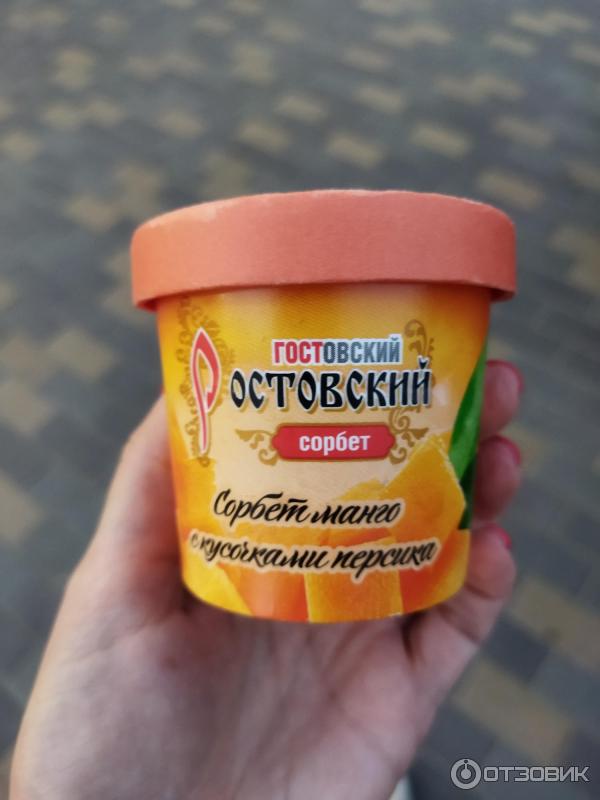 ГОСТОВСКИЙ
РОСТОВСКИЙ
сорбет
Сорбет манго
с кусочками персика
ОТЗОВИК